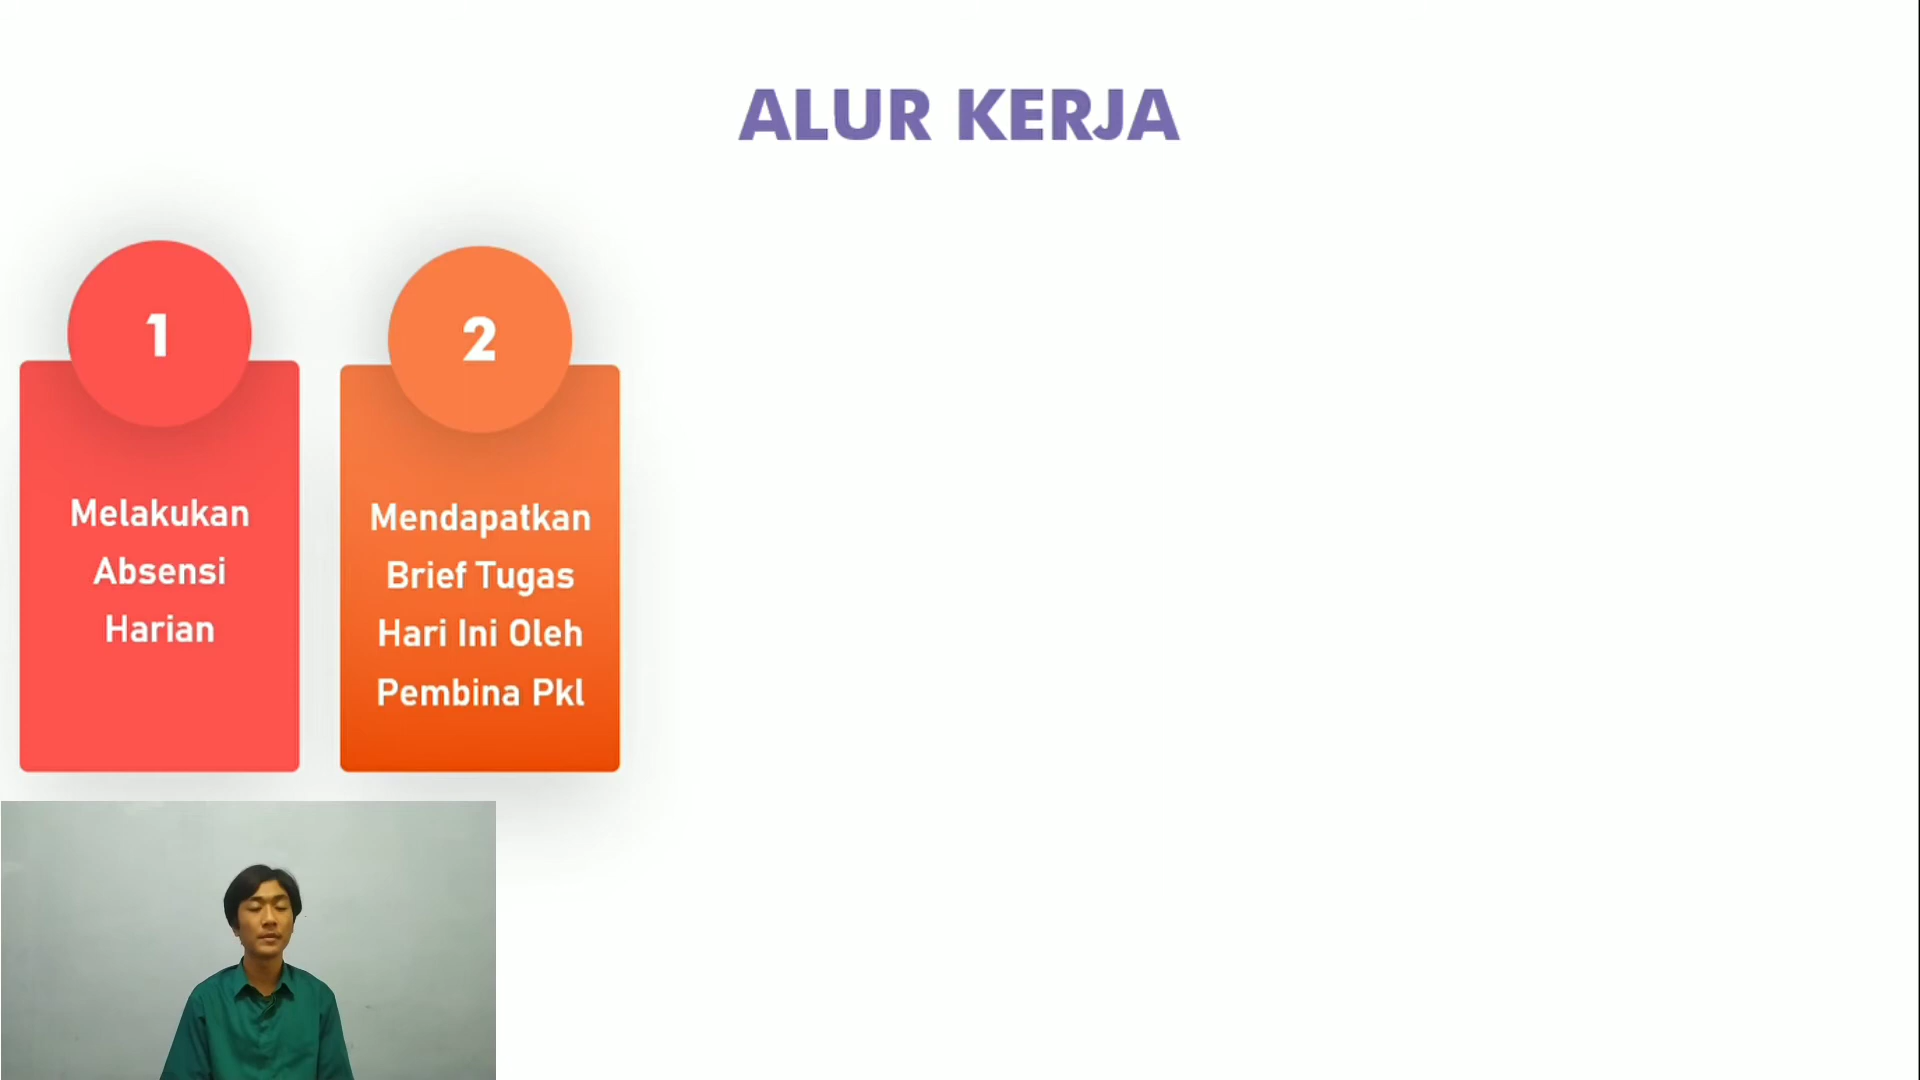 ALUR KERJA
1
Melakukan
Absensi
Harian
2
Mendapatkan
Brief Tugas
Hari Ini Oleh
Pembina Pkl